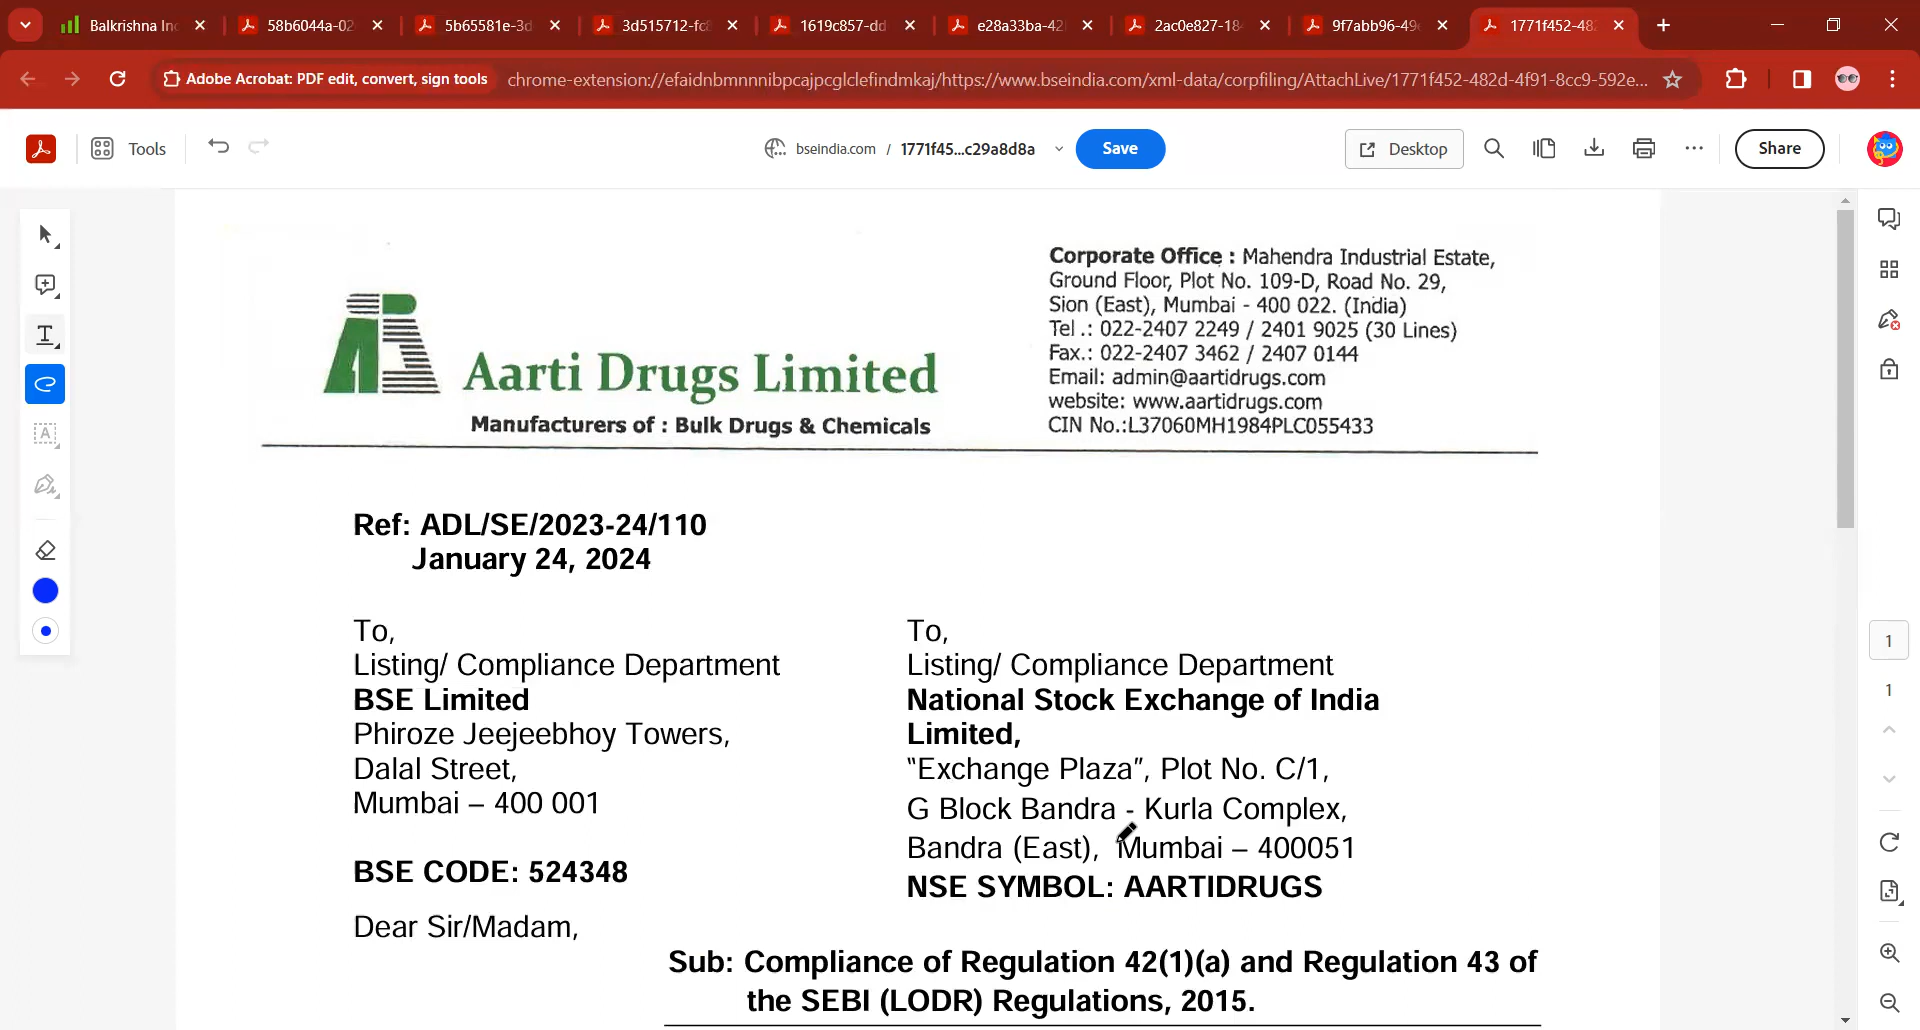 Balkrishna In
58b6044a-02
5b65581e-3d
3d515712-fc8
1619c857-dd
e28a33ba-42
2ac0e827-18
9f7abb96-49
1771f452-482
Adobe Acrobat: PDF edit, convert, sign tools
chrome-extension://efaidnbmnnnibpcajpcglclefindmkaj/https://www.bseindia.com/xml-data/corpfiling/AttachLive/1771f452-482d-4f91-8cc9-592e...
Tools
bseindia.com / 1771f45...c29a8d8a
Save
Desktop
Share
Aarti Drugs Limited
Manufacturers of : Bulk Drugs & Chemicals
Corporate Office : Mahendra Industrial Estate,
Ground Floor, Plot No. 109-D, Road No. 29,
Sion (East), Mumbai - 400 022. (India)
Tel .: 022-2407 2249 / 2401 9025 (30 Lines)
Fax.: 022-2407 3462 / 2407 0144
Email: admin@aartidrugs.com
website: www.aartidrugs.com
CIN No.:L37060MH1984PLC055433
Ref: ADL/SE/2023-24/110
January 24, 2024
To,
Listing/ Compliance Department
BSE Limited
Phiroze Jeejeebhoy Towers,
Dalal Street,
Mumbai – 400 001
BSE CODE: 524348
To,
Listing/ Compliance Department
National Stock Exchange of India
Limited,
“Exchange Plaza”, Plot No. C/1,
G Block Bandra - Kurla Complex,
Bandra (East), Mumbai – 400051
NSE SYMBOL: AARTIDRUGS
Dear Sir/Madam,
Sub: Compliance of Regulation 42(1)(a) and Regulation 43 of
the SEBI (LODR) Regulations, 2015.
1
1